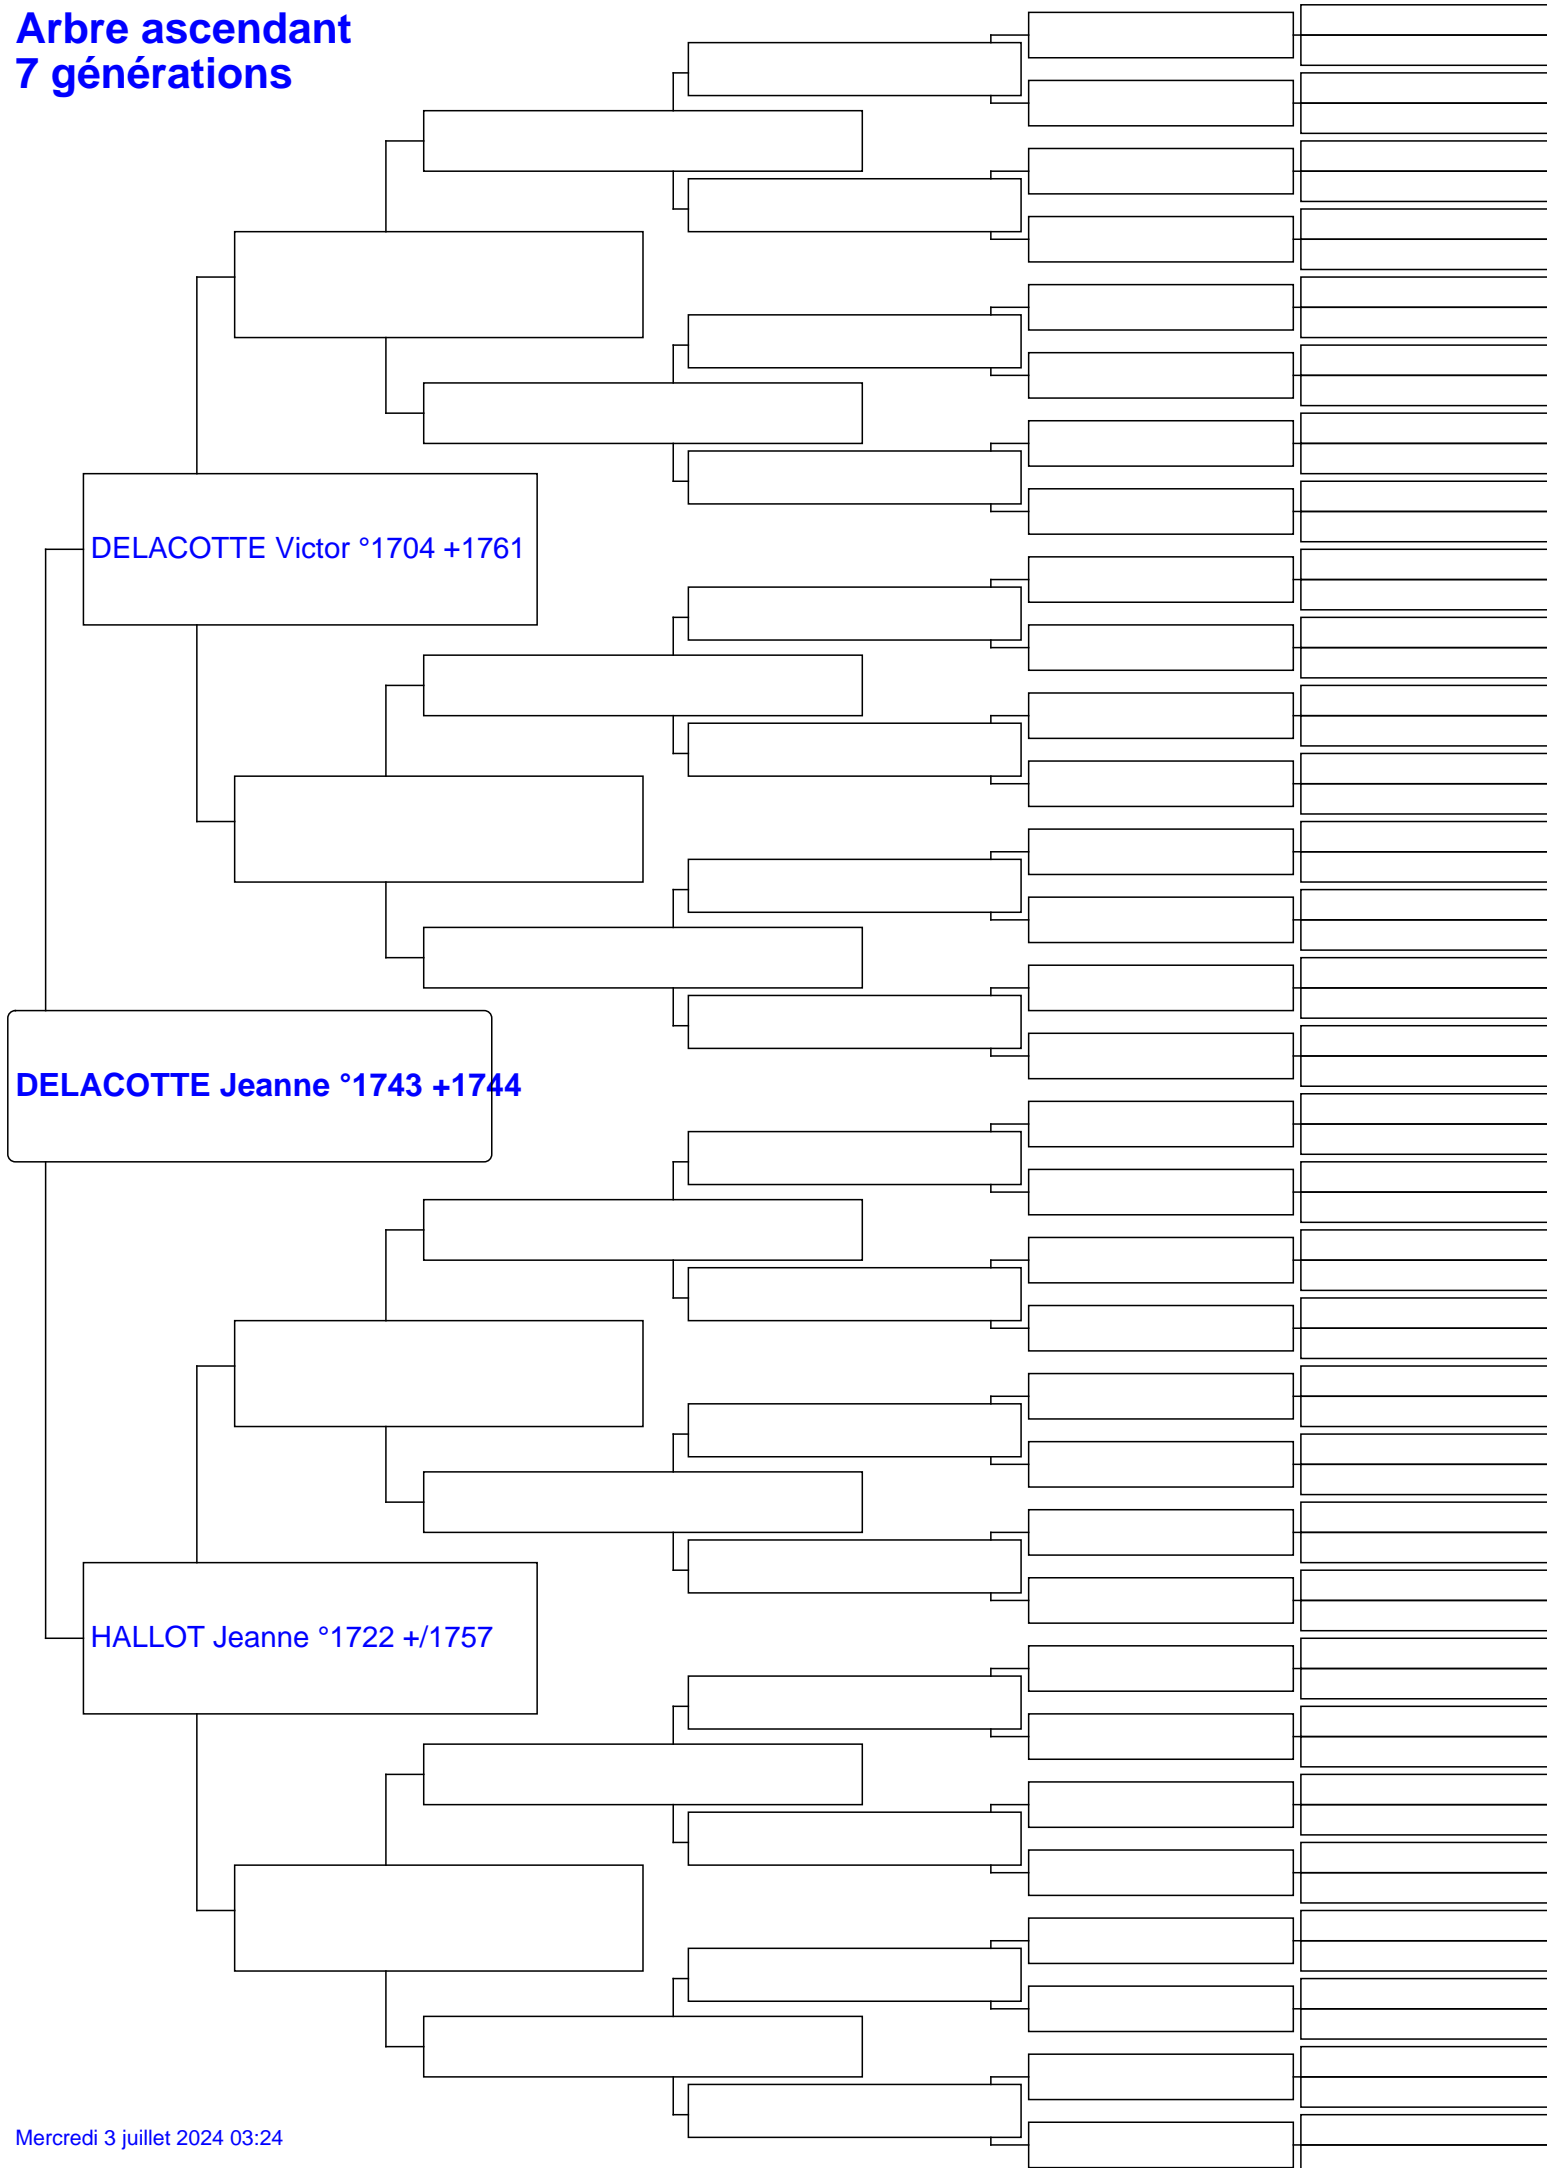 Arbre ascendant
7 générations
DELACOTTE Victor °1704 +1761
DELACOTTE Jeanne °1743 +1744
HALLOT Jeanne °1722 +/1757
Mercredi 3 juillet 2024 03:24